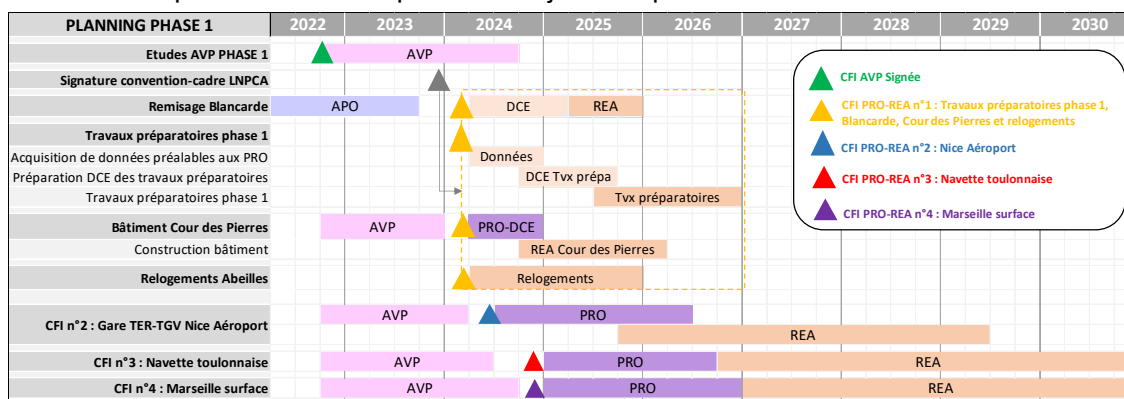 PLANNING PHASE 1 2022 2023 2024 2025 2026 2027 2028 2029 2030
Etudes AVP PHASE 1 AVP
Signature convention-cadre LNPCA
Remisage Blancarde APO DCE REA
Travaux préparatoires phase 1
Acquisition de données préalables aux PRO Données
Préparation DCE des travaux préparatoires DCE Tvx prépa
Travaux préparatoires phase 1 Tvx préparatoires
Bâtiment Cour des Pierres AVP PRO-DCE
Construction bâtiment REA Cour des Pierres
Relogements Abeilles Relogements
CFI n°2 : Gare TER-TGV Nice Aéroport AVP PRO
REA
CFI n°3 : Navette toulonnaise AVP PRO REA
CFI n°4 : Marseille surface AVP PRO REA
CFI AVP Signée
CFI PRO-REA n°1 : Travaux préparatoires phase 1,
Blancarde, Cour des Pierres et relogements
CFI PRO-REA n°2 : Nice Aéroport
CFI PRO-REA n°3 : Navette toulonnaise
CFI PRO-REA n°4 : Marseille surface